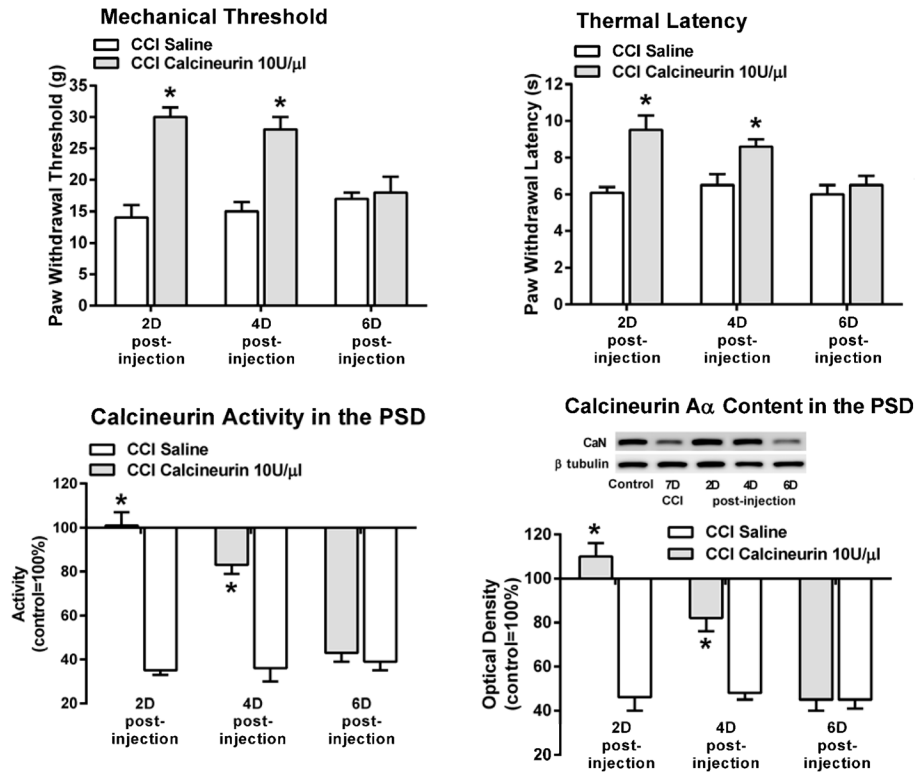 Mechanical Threshold
CCI Saline
CCI Calcineurin 10U/µl
Paw Withdrawal Threshold (g)
35
30
25
20
15
10
5
0
*
*
2D
post-
injection
4D
post-
injection
6D
post-
injection
Thermal Latency
CCI Saline
CCI Calcineurin 10U/µl
Paw Withdrawal Latency (s)
12
10
8
6
4
2
0
*
*
2D
post-
injection
4D
post-
injection
6D
post-
injection
Calcineurin Activity in the PSD
CCI Saline
CCI Calcineurin 10U/µl
Activity
(control=100%)
120
100
80
60
40
20
*
*
2D
post-
injection
4D
post-
injection
6D
post-
injection
Calcineurin Aα Content in the PSD
CaN
β tubulin
Control 7D 2D 4D 6D
CCI post-injection
CCI Saline
CCI Calcineurin 10U/µl
Optical Density
(control=100%)
120
100
80
60
40
20
*
*
2D
post-
injection
4D
post-
injection
6D
post-
injection